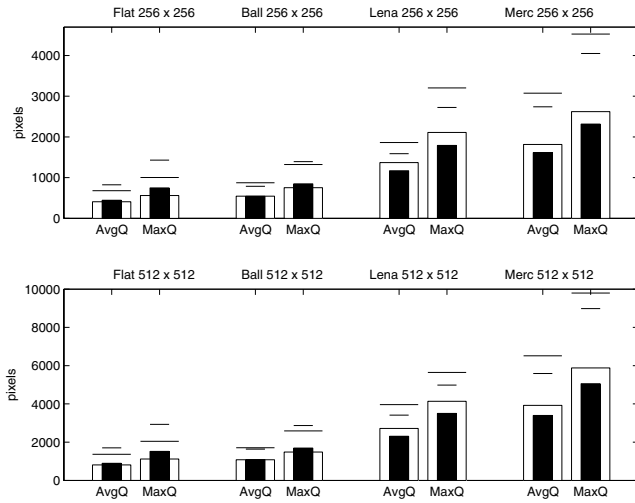 Flat 256 x 256 Ball 256 x 256 Lena 256 x 256 Merc 256 x 256
4000
3000
2000
1000
0
pixels
AvgQ MaxQ AvgQ MaxQ AvgQ MaxQ AvgQ MaxQ
Flat 512 x 512 Ball 512 x 512 Lena 512 x 512 Merc 512 x 512
10000
8000
6000
4000
2000
0
pixels
AvgQ MaxQ AvgQ MaxQ AvgQ MaxQ AvgQ MaxQ